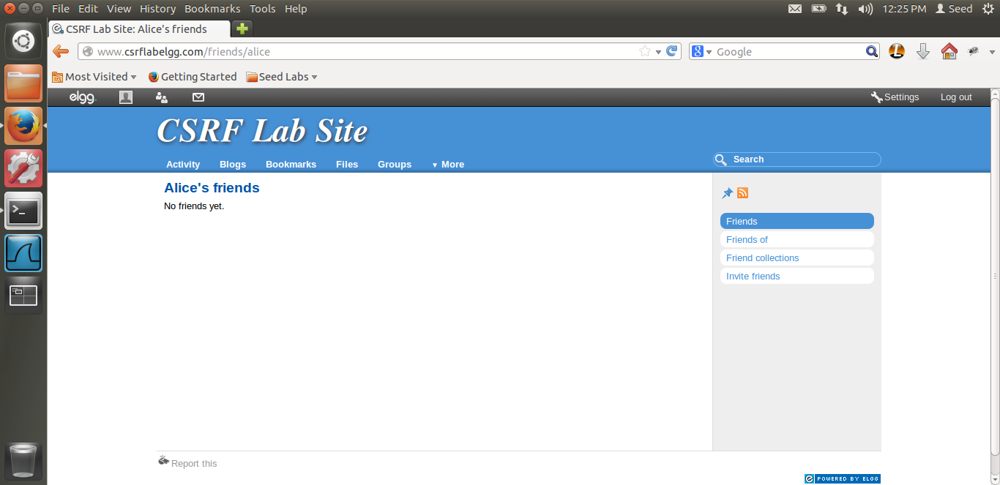 File Edit View History Bookmarks Tools Help 12:25 PM Seed
CSRF Lab Site: Alice's friends
www.csrflabelgg.com/friends/alice Google
Most Visited Getting Started Seed Labs
elgg. Settings Log out
CSRF Lab Site
Activity Blogs Bookmarks Files Groups More Search
Alice's friends
No friends yet.
Friends
Friends of
Friend collections
Invite friends
Report this
POWERED BY ELGG